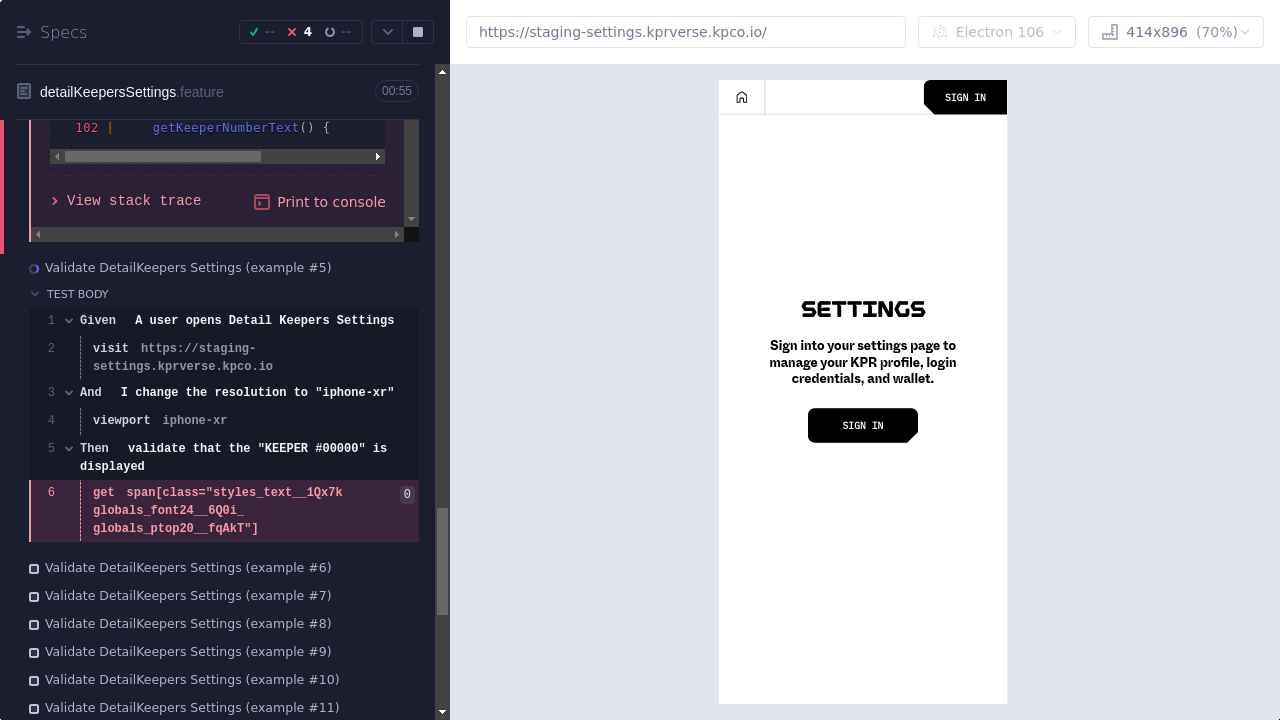 Specs
-- 4 --
https://staging-settings.kprverse.kpco.io/
Electron 106
414x896 (70%)
detailKeepersSettings.feature
00:55
102 | getKeeperNumberText() {
View stack trace
Print to console
Validate DetailKeepers Settings (example #5)
TEST BODY
1 Given A user opens Detail Keepers Settings
2 visit https://staging-
settings.kprverse.kpco.io
3 And I change the resolution to "iphone-xr"
4 viewport iphone-xr
5 Then validate that the "KEEPER #00000" is
displayed
6 get span[class="styles_text__1Qx7k
globals_font24__6Q0i_
globals_ptop20__fqAkT"]
0
Validate DetailKeepers Settings (example #6)
Validate DetailKeepers Settings (example #7)
Validate DetailKeepers Settings (example #8)
Validate DetailKeepers Settings (example #9)
Validate DetailKeepers Settings (example #10)
Validate DetailKeepers Settings (example #11)
SIGN IN
SETTINGS
Sign into your settings page to
manage your KPR profile, login
credentials, and wallet.
SIGN IN